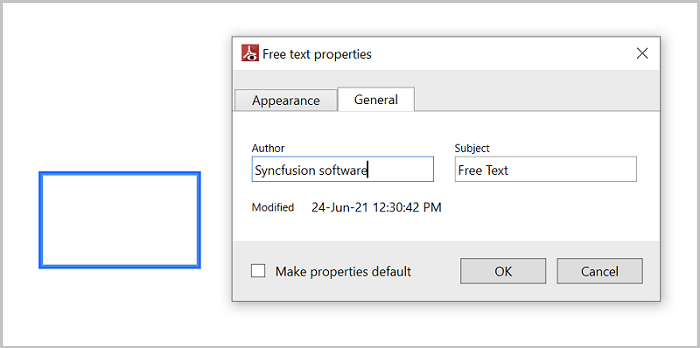 Free text properties
Appearance General
Author Subject
Syncfusion software Free Text
Modified 24-Jun-21 12:30:42 PM
Make properties default OK Cancel